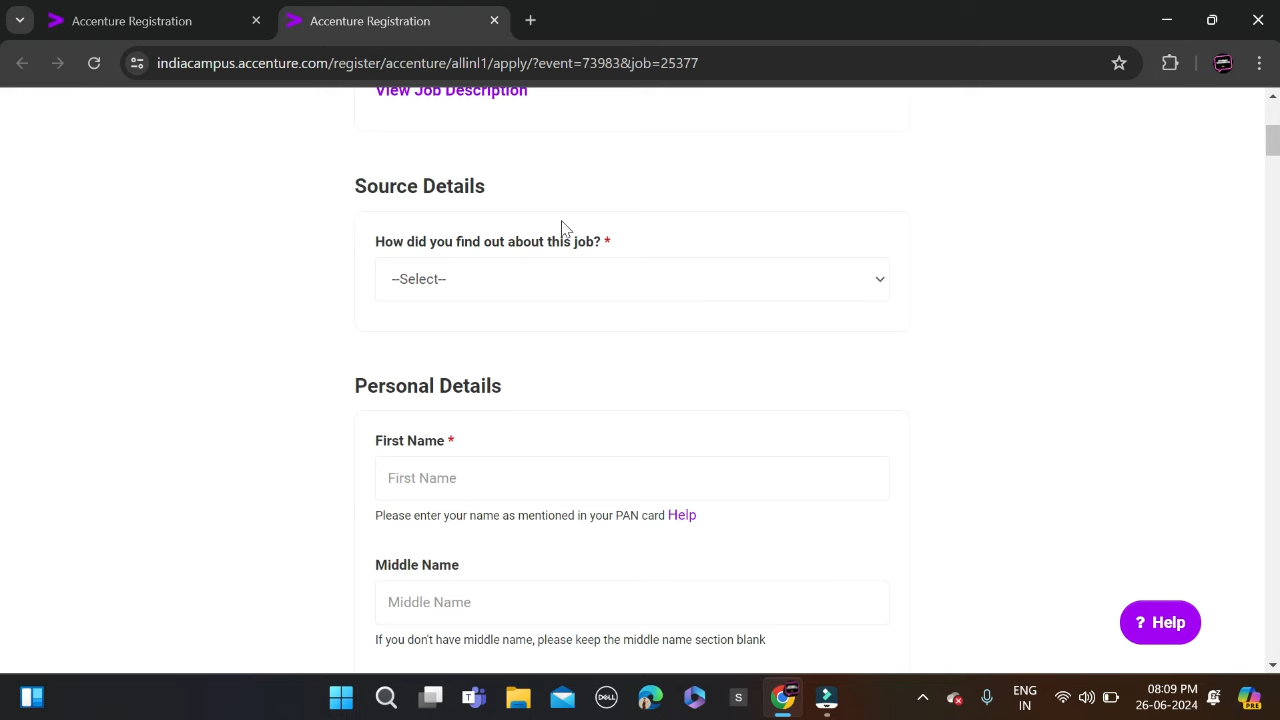 Accenture Registration
Accenture Registration
indiacampus.accenture.com/register/accenture/allinl1/apply/?event=73983&job=25377
View Job Description
Source Details
How did you find out about this job? *
--Select--
Personal Details
First Name *
First Name
Please enter your name as mentioned in your PAN card Help
Middle Name
Middle Name
If you don't have middle name, please keep the middle name section blank
? Help
DELL
S
ENG
IN
08:09 PM
26-06-2024
PRE